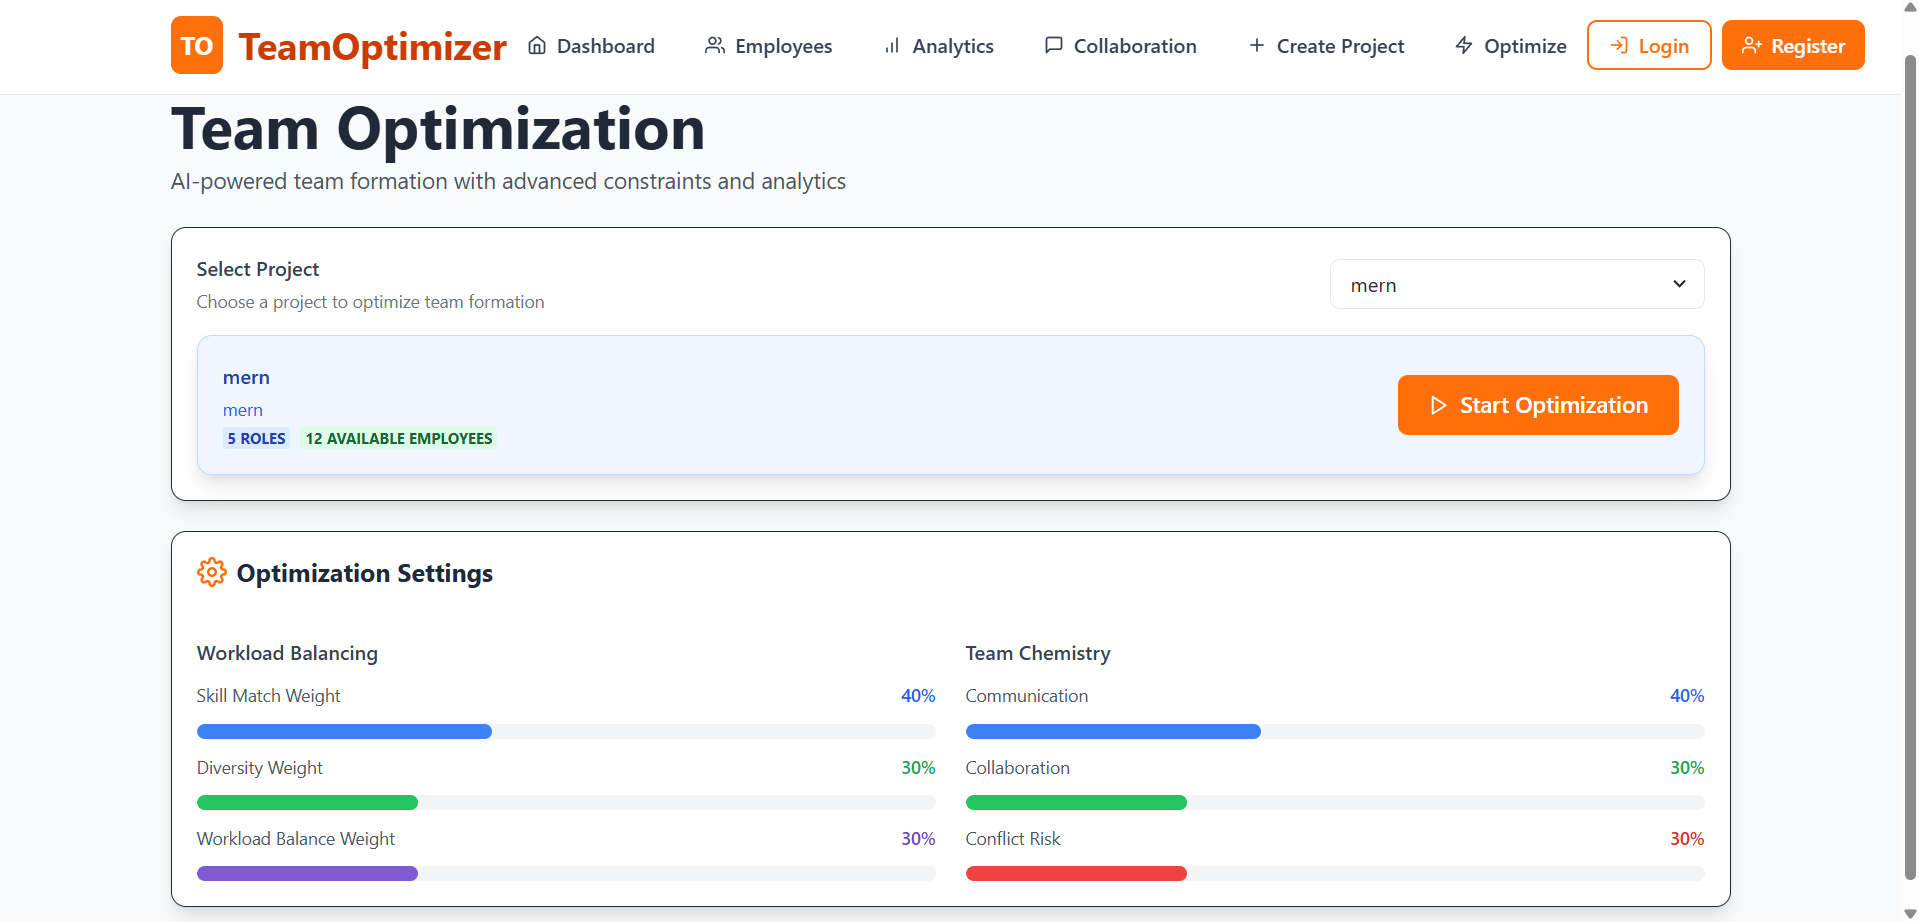 TO TeamOptimizer Dashboard Employees Analytics Collaboration Create Project Optimize Login Register
Team Optimization
AI-powered team formation with advanced constraints and analytics
Select Project
Choose a project to optimize team formation
mern
mern
mern
5 ROLES 12 AVAILABLE EMPLOYEES
Start Optimization
Optimization Settings
Workload Balancing
Skill Match Weight 40%
Diversity Weight 30%
Workload Balance Weight 30%
Team Chemistry
Communication 40%
Collaboration 30%
Conflict Risk 30%